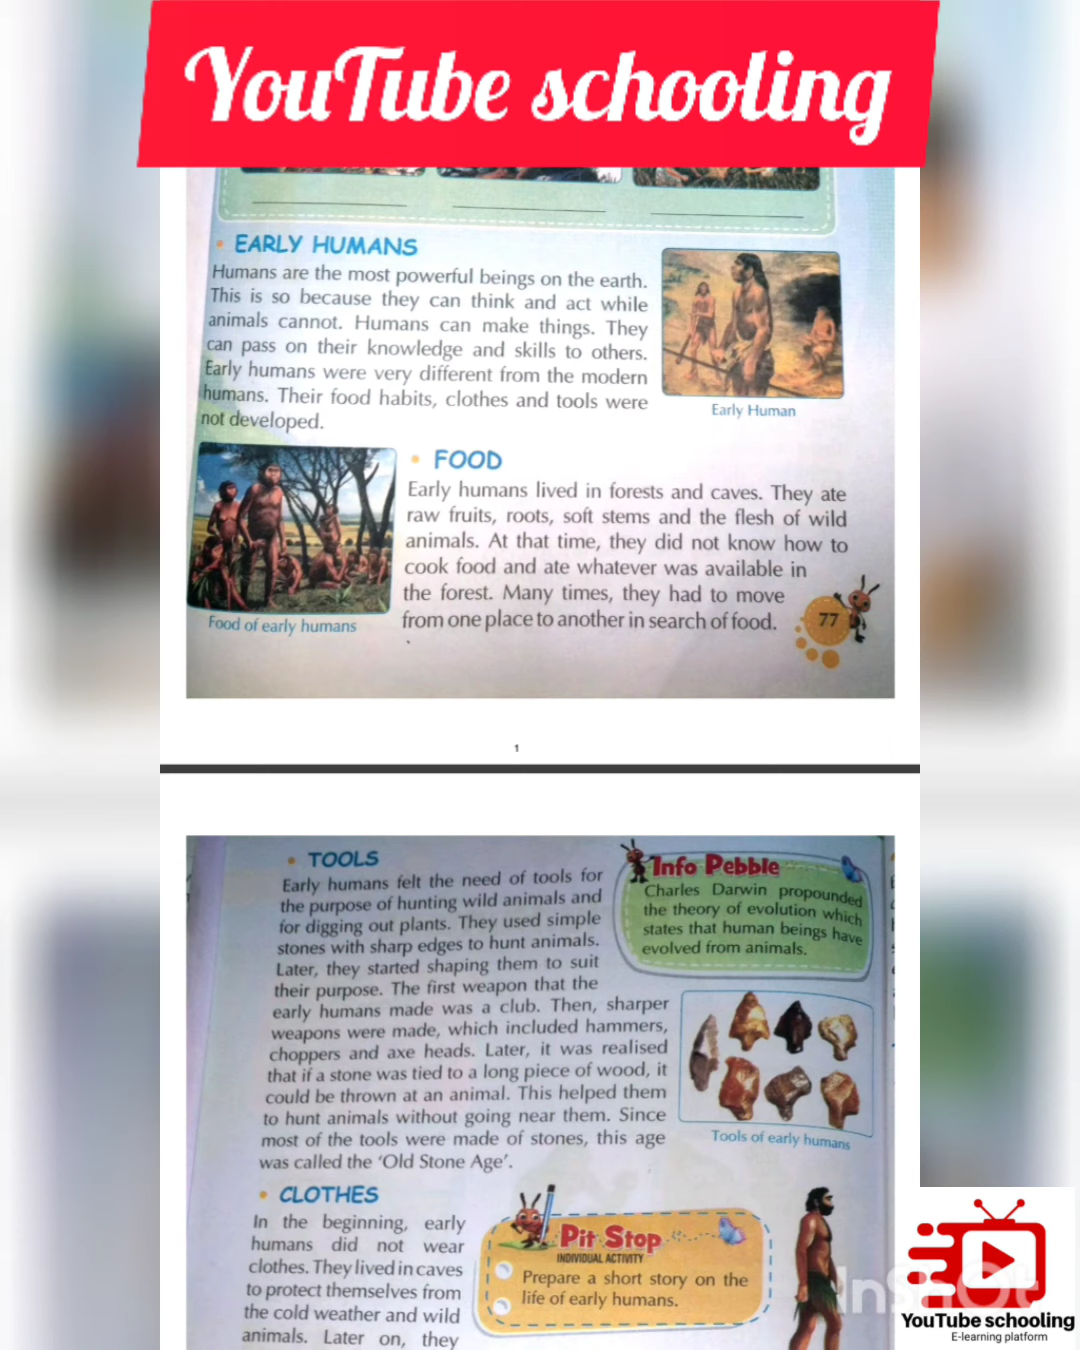 YouTube schooling
EARLY HUMANS
Humans are the most powerful beings on the earth.
This is so because they can think and act while
animals cannot. Humans can make things. They
can pass on their knowledge and skills to others.
Early humans were very different from the modern
humans. Their food habits, clothes and tools were
not developed.
Early Human
FOOD
Early humans lived in forests and caves. They ate
raw fruits, roots, soft stems and the flesh of wild
animals. At that time, they did not know how to
cook food and ate whatever was available in
the forest. Many times, they had to move
from one place to another in search of food.
Food of early humans
77
1
TOOLS
Early humans felt the need of tools for
the purpose of hunting wild animals and
for digging out plants. They used simple
stones with sharp edges to hunt animals.
Later, they started shaping them to suit
their purpose. The first weapon that the
early humans made was a club. Then, sharper
weapons were made, which included hammers,
choppers and axe heads. Later, it was realised
that if a stone was tied to a long piece of wood, it
could be thrown at an animal. This helped them
to hunt animals without going near them. Since
most of the tools were made of stones, this age
was called the ‘Old Stone Age’.
Info Pebble
Charles Darwin propounded
the theory of evolution which
states that human beings have
evolved from animals.
Tools of early humans
CLOTHES
In the beginning, early
humans did not wear
clothes. They lived in caves
to protect themselves from
the cold weather and wild
animals. Later on, they
Pit Stop
INDIVIDUAL ACTIVITY
Prepare a short story on the
life of early humans.
InShOt
YouTube schooling
E-learning platform